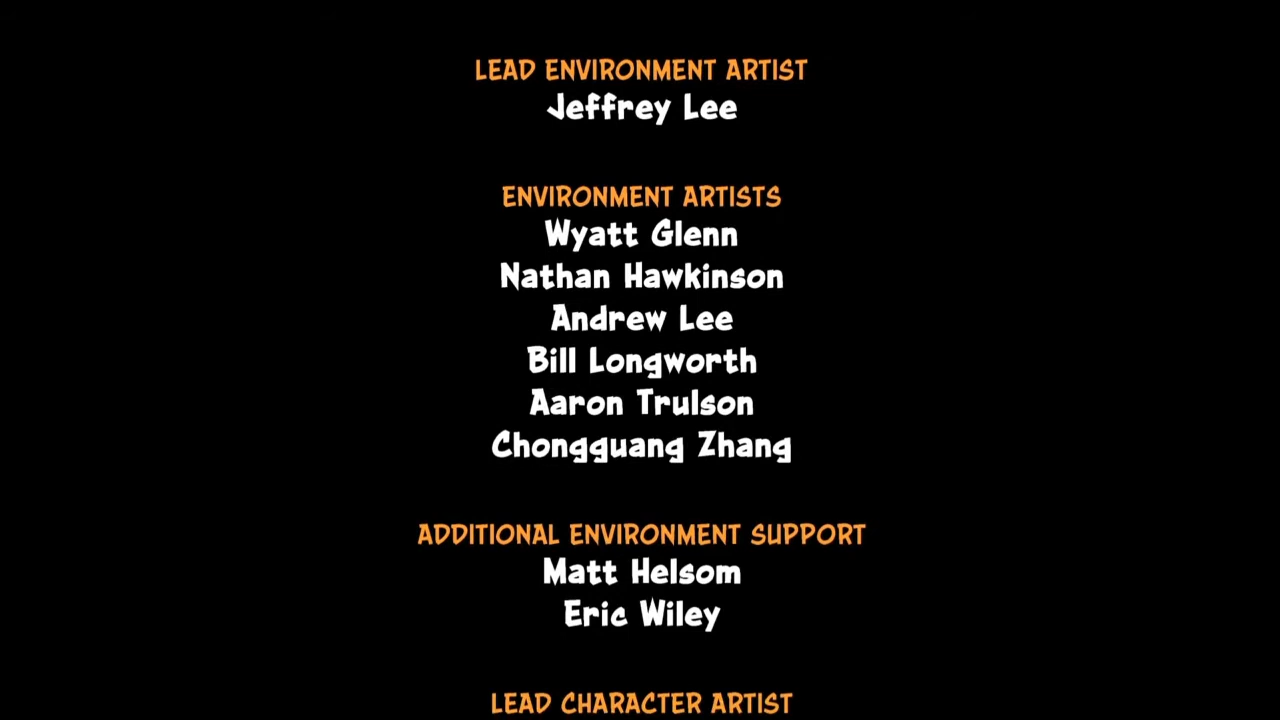 LEAD ENVIRONMENT ARTIST
Jeffrey Lee
ENVIRONMENT ARTISTS
Wyatt Glenn
Nathan Hawkinson
Andrew Lee
Bill Longworth
Aaron Trulson
Chongguang Zhang
ADDITIONAL ENVIRONMENT SUPPORT
Matt Helsom
Eric Wiley
LEAD CHARACTER ARTIST